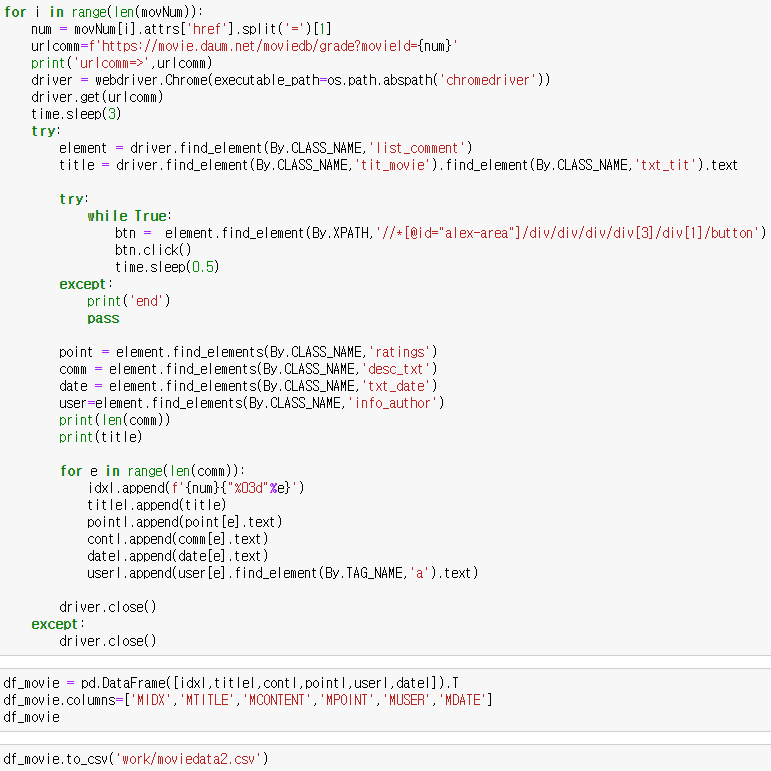 for i in range(len(movNum)):
    num = movNum[i].attrs['href'].split('=')[1]
    urlcomm=f'https://movie.daum.net/moviedb/grade?movieId={num}'
    print('urlcomm=>',urlcomm)
    driver = webdriver.Chrome(executable_path=os.path.abspath('chromedriver'))
    driver.get(urlcomm)
    time.sleep(3)
    try:
        element = driver.find_element(By.CLASS_NAME,'list_comment')
        title = driver.find_element(By.CLASS_NAME,'tit_movie').find_element(By.CLASS_NAME,'txt_tit').text
        try:
            while True:
                btn =  element.find_element(By.XPATH,'//*[@id="alex-area"]/div/div/div/div[3]/div[1]/button')
                btn.click()
                time.sleep(0.5)
        except:
            print('end')
            pass
        point = element.find_elements(By.CLASS_NAME,'ratings')
        comm = element.find_elements(By.CLASS_NAME,'desc_txt')
        date = element.find_elements(By.CLASS_NAME,'txt_date')
        user=element.find_elements(By.CLASS_NAME,'info_author')
        print(len(comm))
        print(title)
        for e in range(len(comm)):
            idxl.append(f'{num}{"%03d"%e}')
            titlel.append(title)
            pointl.append(point[e].text)
            contl.append(comm[e].text)
            datel.append(date[e].text)
            userl.append(user[e].find_element(By.TAG_NAME,'a').text)
        driver.close()
    except:
        driver.close()
df_movie = pd.DataFrame([idxl,titlel,contl,pointl,userl,datel]).T
df_movie.columns=['MIDX','MTITLE','MCONTENT','MPOINT','MUSER','MDATE']
df_movie
df_movie.to_csv('work/moviedata2.csv')